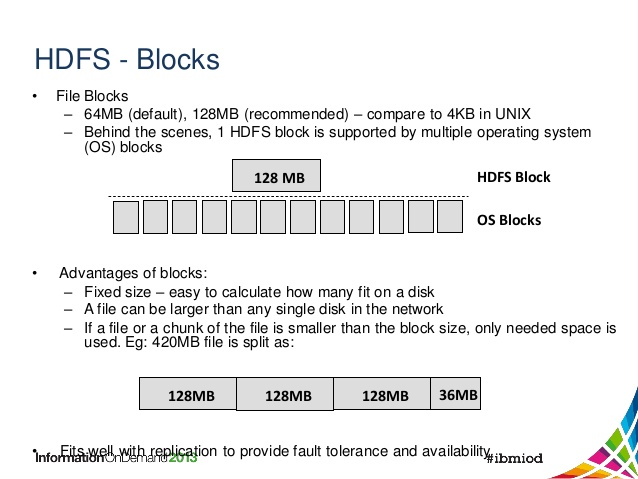 HDFS - Blocks
• File Blocks
– 64MB (default), 128MB (recommended) – compare to 4KB in UNIX
– Behind the scenes, 1 HDFS block is supported by multiple operating system
(OS) blocks
128 MB
HDFS Block
OS Blocks
• Advantages of blocks:
– Fixed size – easy to calculate how many fit on a disk
– A file can be larger than any single disk in the network
– If a file or a chunk of the file is smaller than the block size, only needed space is
used. Eg: 420MB file is split as:
128MB 128MB 128MB 36MB
• Fits well with replication to provide fault tolerance and availability
InformationOnDemand2013
#ibmiod